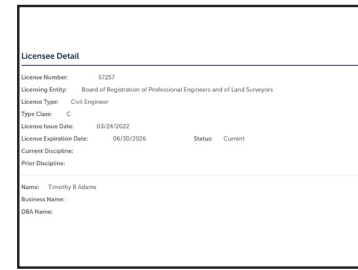 Licensee Detail
License Number: 57257
Licensing Entity: Board of Registration of Professional Engineers and of Land Surveyors
License Type: Civil Engineer
Type Class: C
License Issue Date: 03/24/2022
License Expiration Date: 06/30/2026 Status: Current
Current Discipline:
Prior Discipline:
Name: Timothy B Adams
Business Name:
DBA Name: